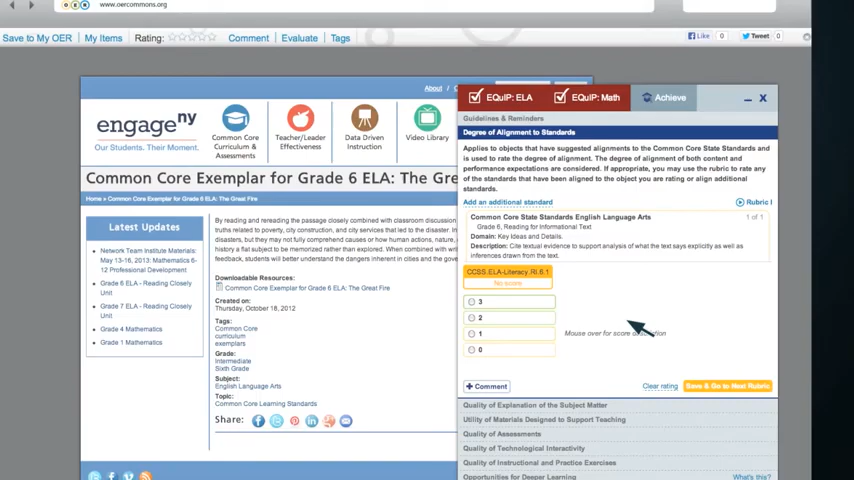 www.oercommons.org
Save to My OER
My Items
Rating:
Comment
Evaluate
Tags
Like
0
Tweet
0
About /
engageny
Our Students. Their Moment.
Common Core
Curriculum &
Assessments
Teacher/Leader
Effectiveness
Data Driven
Instruction
Video Library
Common Core Exemplar for Grade 6 ELA: The Gre
Home » Common Core Exemplar for Grade 6 ELA: The Great Fire
Latest Updates
Network Team Institute Materials:
May 13-16, 2013: Mathematics 6-
12 Professional Development
Grade 6 ELA - Reading Closely
Unit
Grade 7 ELA - Reading Closely
Unit
Grade 4 Mathematics
Grade 1 Mathematics
By reading and rereading the passage closely combined with classroom discussion
truths related to poverty, city construction, and city services that led to the disaster.
disasters, but they may not fully comprehend causes or how human actions, nature,
history a flat subject to be memorized rather than explored. When combined with
feedback, students will better understand the dangers inherent in cities and the gove
Downloadable Resources:
Common Core Exemplar for Grade 6 ELA: The Great Fire
Created on:
Thursday, October 18, 2012
Tags:
Common Core
curriculum
exemplars
Grade:
Intermediate
Sixth Grade
Subject:
English Language Arts
Topic:
Common Core Learning Standards
Share:
EQuIP: ELA
EQuIP: Math
Achieve
Guidelines & Reminders
Degree of Alignment to Standards
Applies to objects that have suggested alignments to the Common Core State Standards and
is used to rate the degree of alignment. The degree of alignment of both content and
performance expectations are considered. If appropriate, you may use the rubric to rate any
of the standards that have been aligned to the object you are rating or align additional
standards.
Add an additional standard
Rubric I
Common Core State Standards English Language Arts
1 of 1
Grade 6, Reading for Informational Text
Domain: Key Ideas and Details.
Description: Cite textual evidence to support analysis of what the text says explicitly as well as
inferences drawn from the text.
CCSS.ELA-Literacy.RI.6.1
No score
3
2
1
0
Mouse over for score
+ Comment
Clear rating
Save & Go to Next Rubric
Quality of Explanation of the Subject Matter
Utility of Materials Designed to Support Teaching
Quality of Assessments
Quality of Technological Interactivity
Quality of Instructional and Practice Exercises
Opportunities for Deeper Learning
What's this?